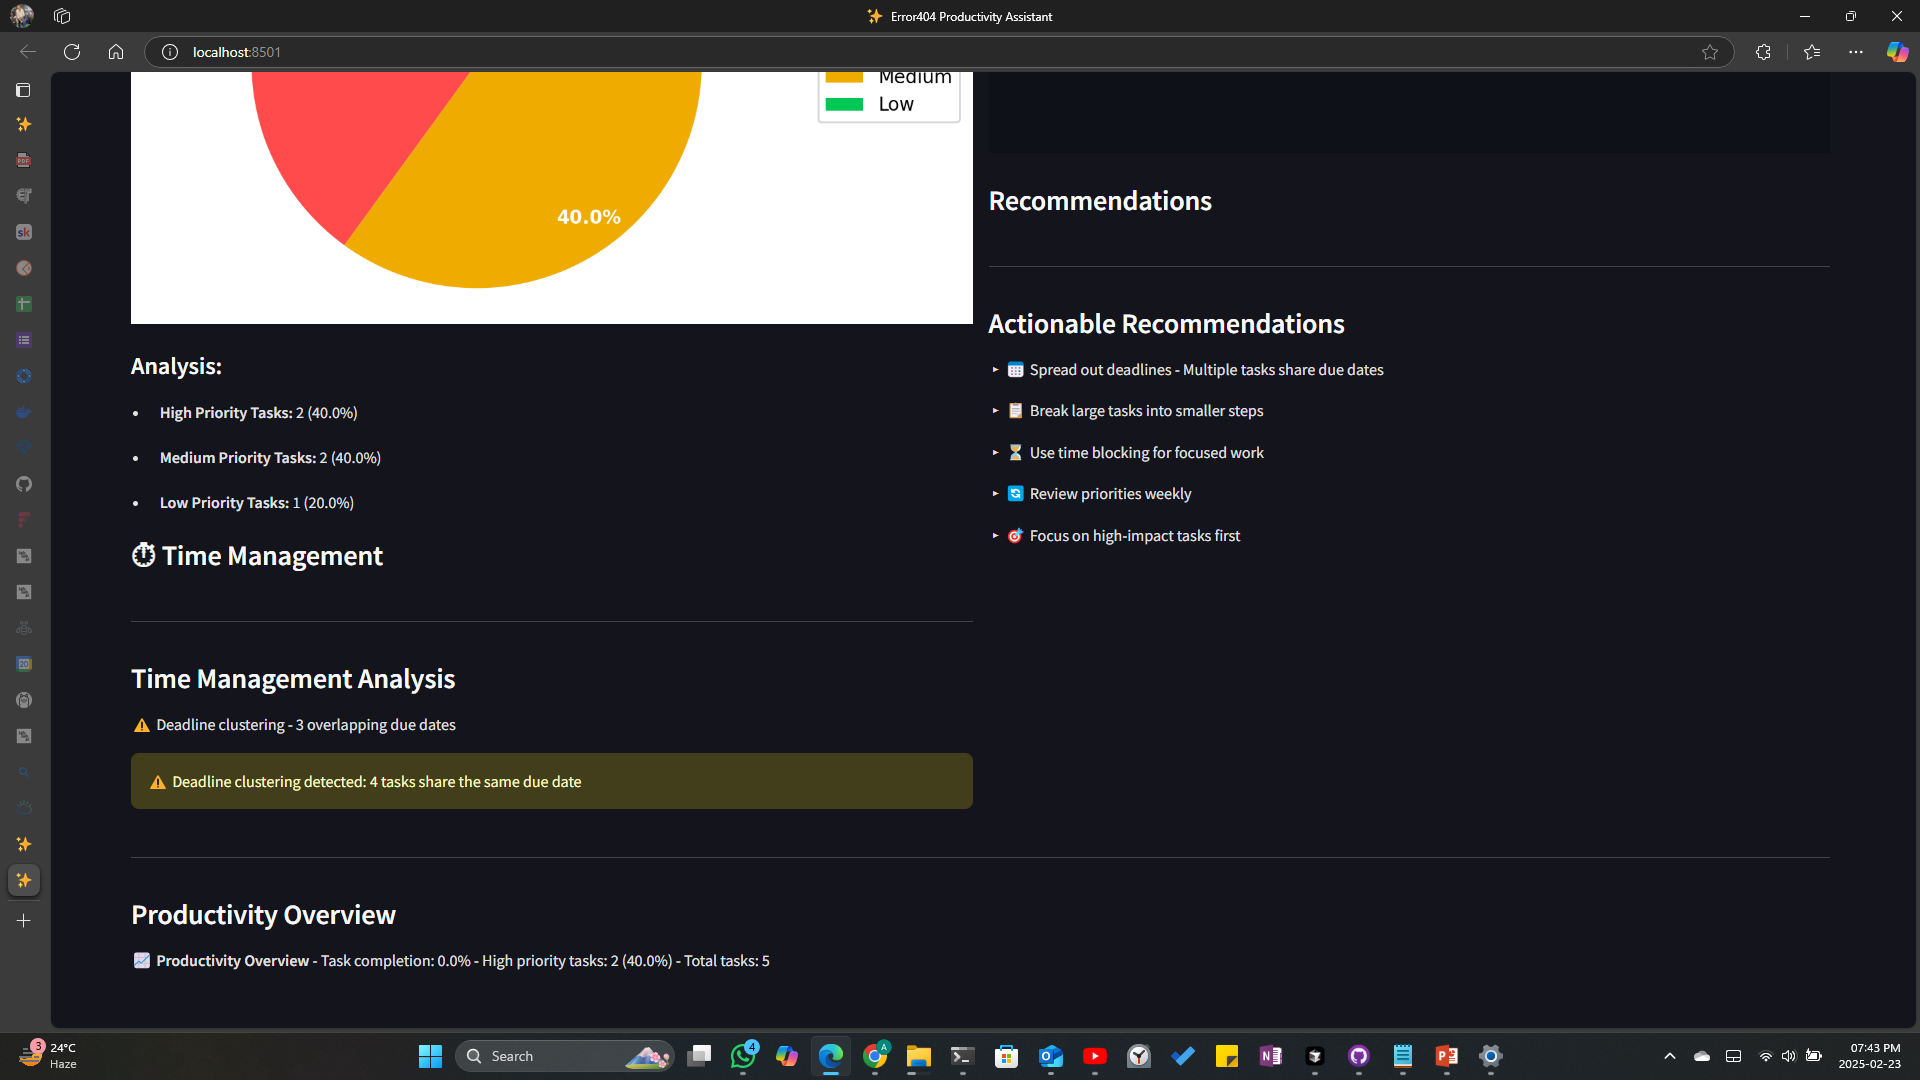 Error404 Productivity Assistant
localhost:8501
Medium
Low
40.0%
Analysis:
High Priority Tasks: 2 (40.0%)
Medium Priority Tasks: 2 (40.0%)
Low Priority Tasks: 1 (20.0%)
⏱ Time Management
Time Management Analysis
⚠️ Deadline clustering - 3 overlapping due dates
⚠️ Deadline clustering detected: 4 tasks share the same due date
Recommendations
Actionable Recommendations
Spread out deadlines - Multiple tasks share due dates
Break large tasks into smaller steps
Use time blocking for focused work
Review priorities weekly
Focus on high-impact tasks first
Productivity Overview
Productivity Overview - Task completion: 0.0% - High priority tasks: 2 (40.0%) - Total tasks: 5
PDF
sk
20
3
24°C
Haze
Search
4
A
07:43 PM
2025-02-23